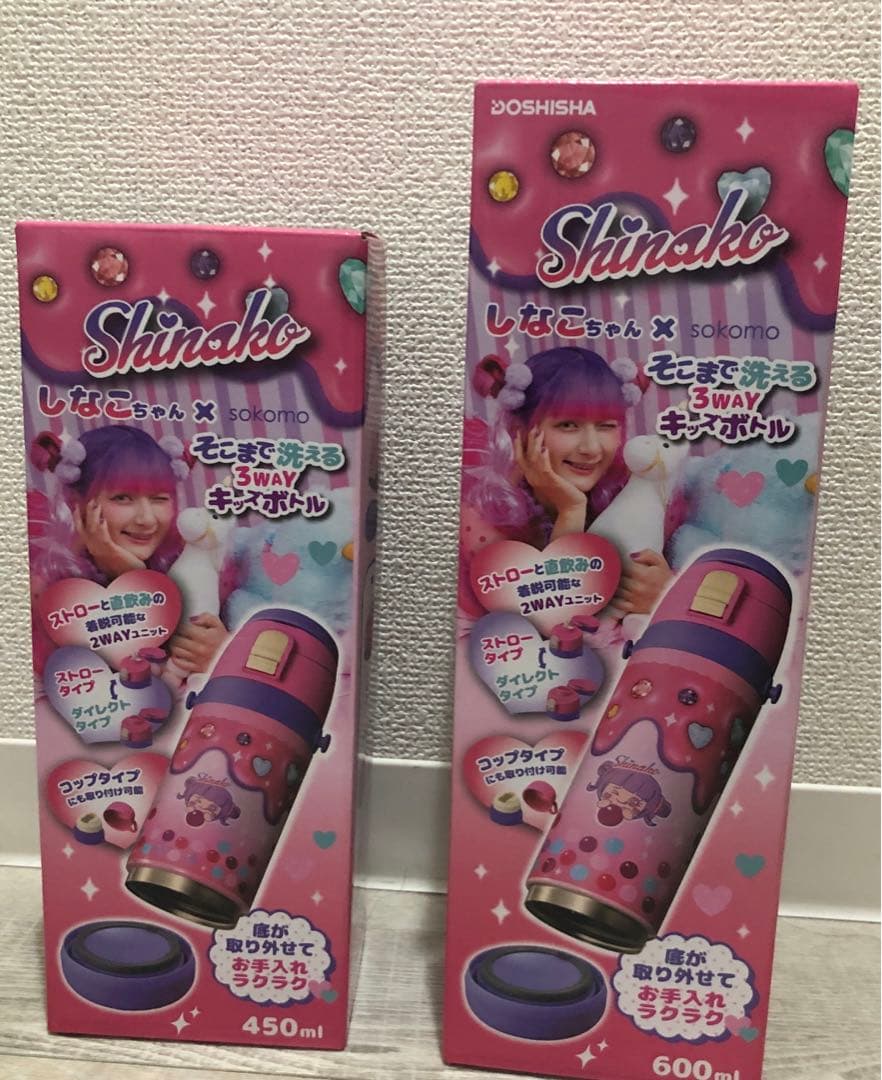 Shinako
しなこちゃん × sokomo
そこまで洗える
3WAY
キッズボトル
ストローと直飲みの
着脱可能な
2WAYユニット
ストロー
タイプ
ダイレクト
タイプ
コップタイプ
にも取り付け可能
Shinako
底が
取り外せて
お手入れ
ラクラク
450ml
DOSHISHA
Shinako
しなこちゃん × sokomo
そこまで洗える
3WAY
キッズボトル
ストローと直飲みの
着脱可能な
2WAYユニット
ストロー
タイプ
ダイレクト
タイプ
コップタイプ
にも取り付け可能
Shinako
底が
取り外せて
お手入れ
ラクラク
600ml